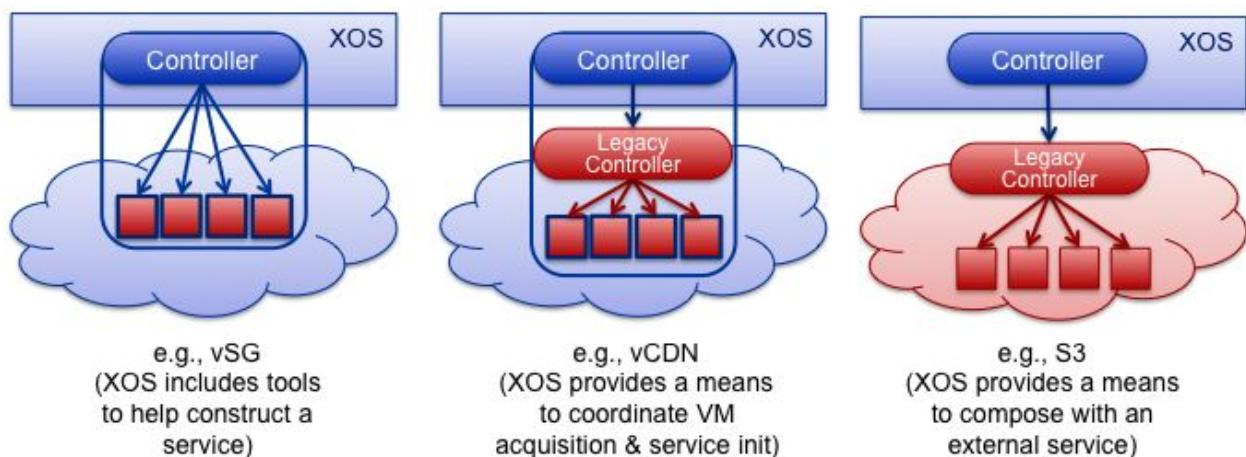 XOS
Controller
e.g., vSG
(XOS includes tools
to help construct a
service)
XOS
Controller
Legacy
Controller
e.g., vCDN
(XOS provides a means
to coordinate VM
acquisition & service init)
XOS
Controller
Legacy
Controller
e.g., S3
(XOS provides a means
to compose with an
external service)